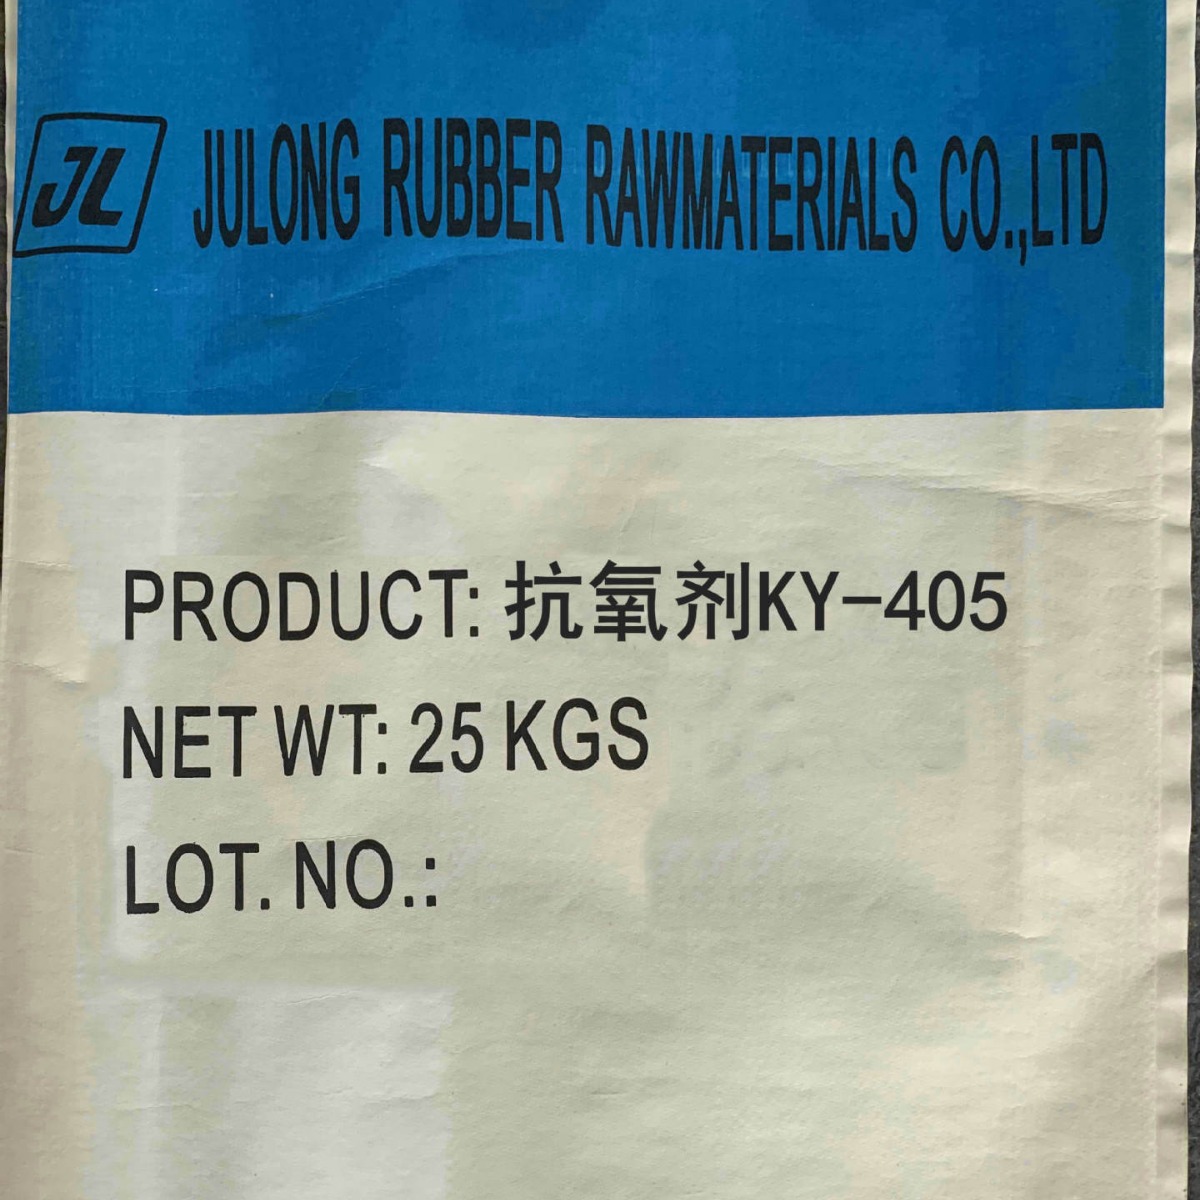 JL JULONG RUBBER RAWMATERIALS CO.,LTD
PRODUCT: 抗氧剂KY-405
NET WT: 25 KGS
LOT. NO.: